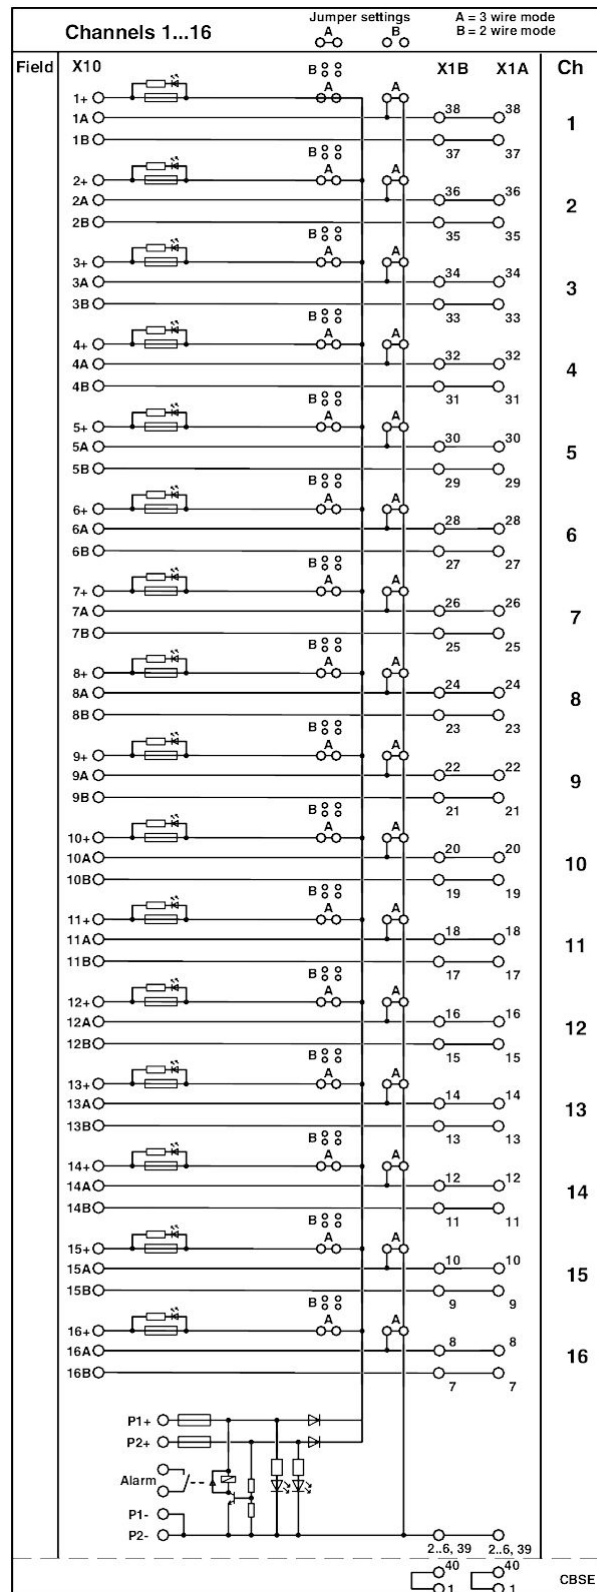 Channels 1...16 Jumper settings A = 3 wire mode
A B B = 2 wire mode
Field X10 B X1B X1A Ch
1+ A A
1A 38 38 1
1B 37 37
B
2+ A A
2A 36 36 2
2B 35 35
B
3+ A A
3A 34 34 3
3B 33 33
B
4+ A A
4A 32 32 4
4B 31 31
B
5+ A A
5A 30 30 5
5B 29 29
B
6+ A A
6A 28 28 6
6B 27 27
B
7+ A A
7A 26 26 7
7B 25 25
B
8+ A A
8A 24 24 8
8B 23 23
B
9+ A A
9A 22 22 9
9B 21 21
B
10+ A A
10A 20 20 10
10B 19 19
B
11+ A A
11A 18 18 11
11B 17 17
B
12+ A A
12A 16 16 12
12B 15 15
B
13+ A A
13A 14 14 13
13B 13 13
B
14+ A A
14A 12 12 14
14B 11 11
B
15+ A A
15A 10 10 15
15B 9 9
B
16+ A A
16A 8 8 16
16B 7 7
P1+
P2+
Alarm
P1-
P2-
2..6, 39 2..6, 39
40 40
1 1 CBSE